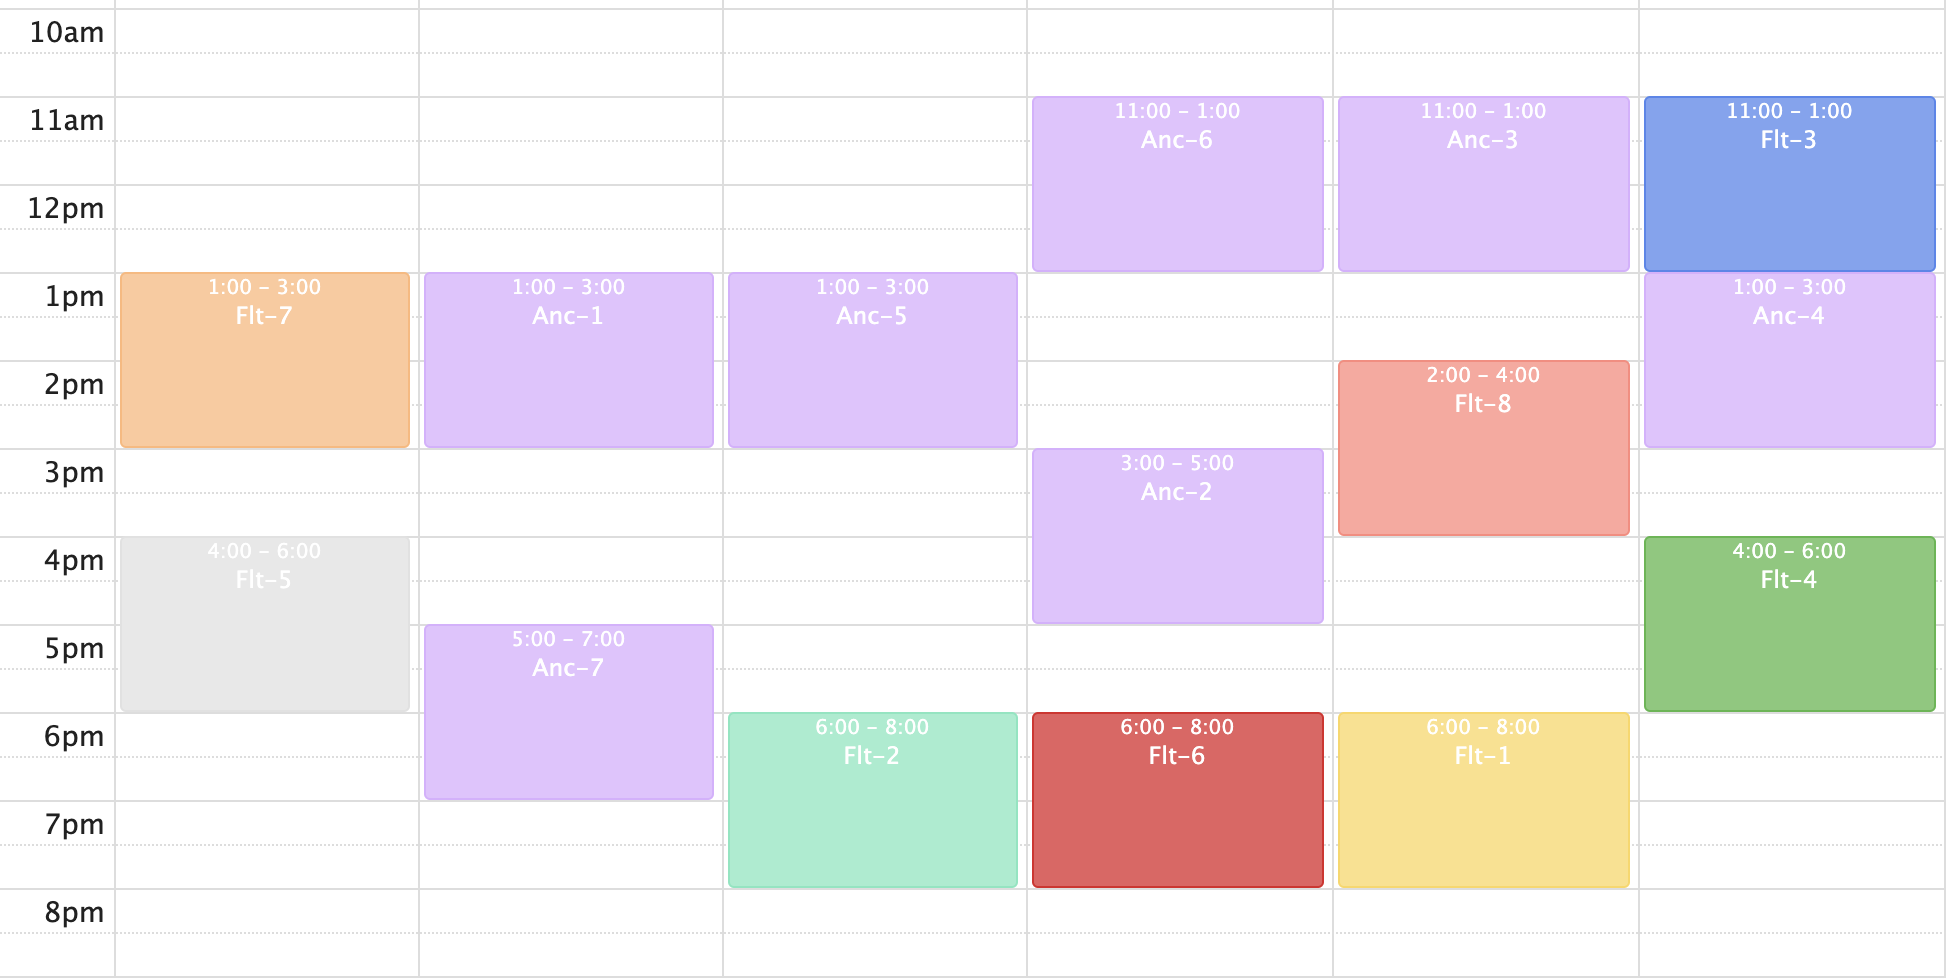 10am
11am
12pm
1pm
2pm
3pm
4pm
5pm
6pm
7pm
8pm
1:00 – 3:00
Flt–7
4:00 – 6:00
Flt–5
1:00 – 3:00
Anc–1
5:00 – 7:00
Anc–7
1:00 – 3:00
Anc–5
6:00 – 8:00
Flt–2
11:00 – 1:00
Anc–6
3:00 – 5:00
Anc–2
6:00 – 8:00
Flt–6
11:00 – 1:00
Anc–3
2:00 – 4:00
Flt–8
6:00 – 8:00
Flt–1
11:00 – 1:00
Flt–3
1:00 – 3:00
Anc–4
4:00 – 6:00
Flt–4